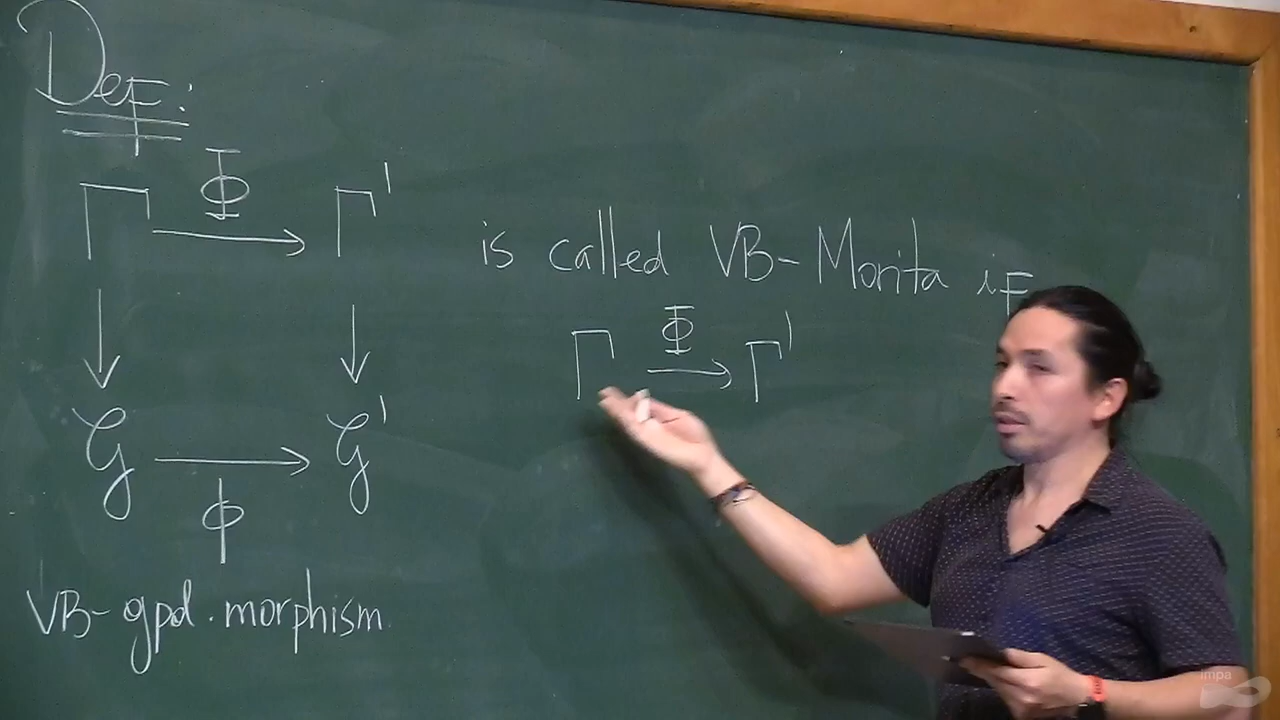 Def:
Γ Φ Γ'
is called VB-Morita if
Γ Φ Γ'
𝒢 ϕ 𝒢'
VB-gpd. morphism
impa